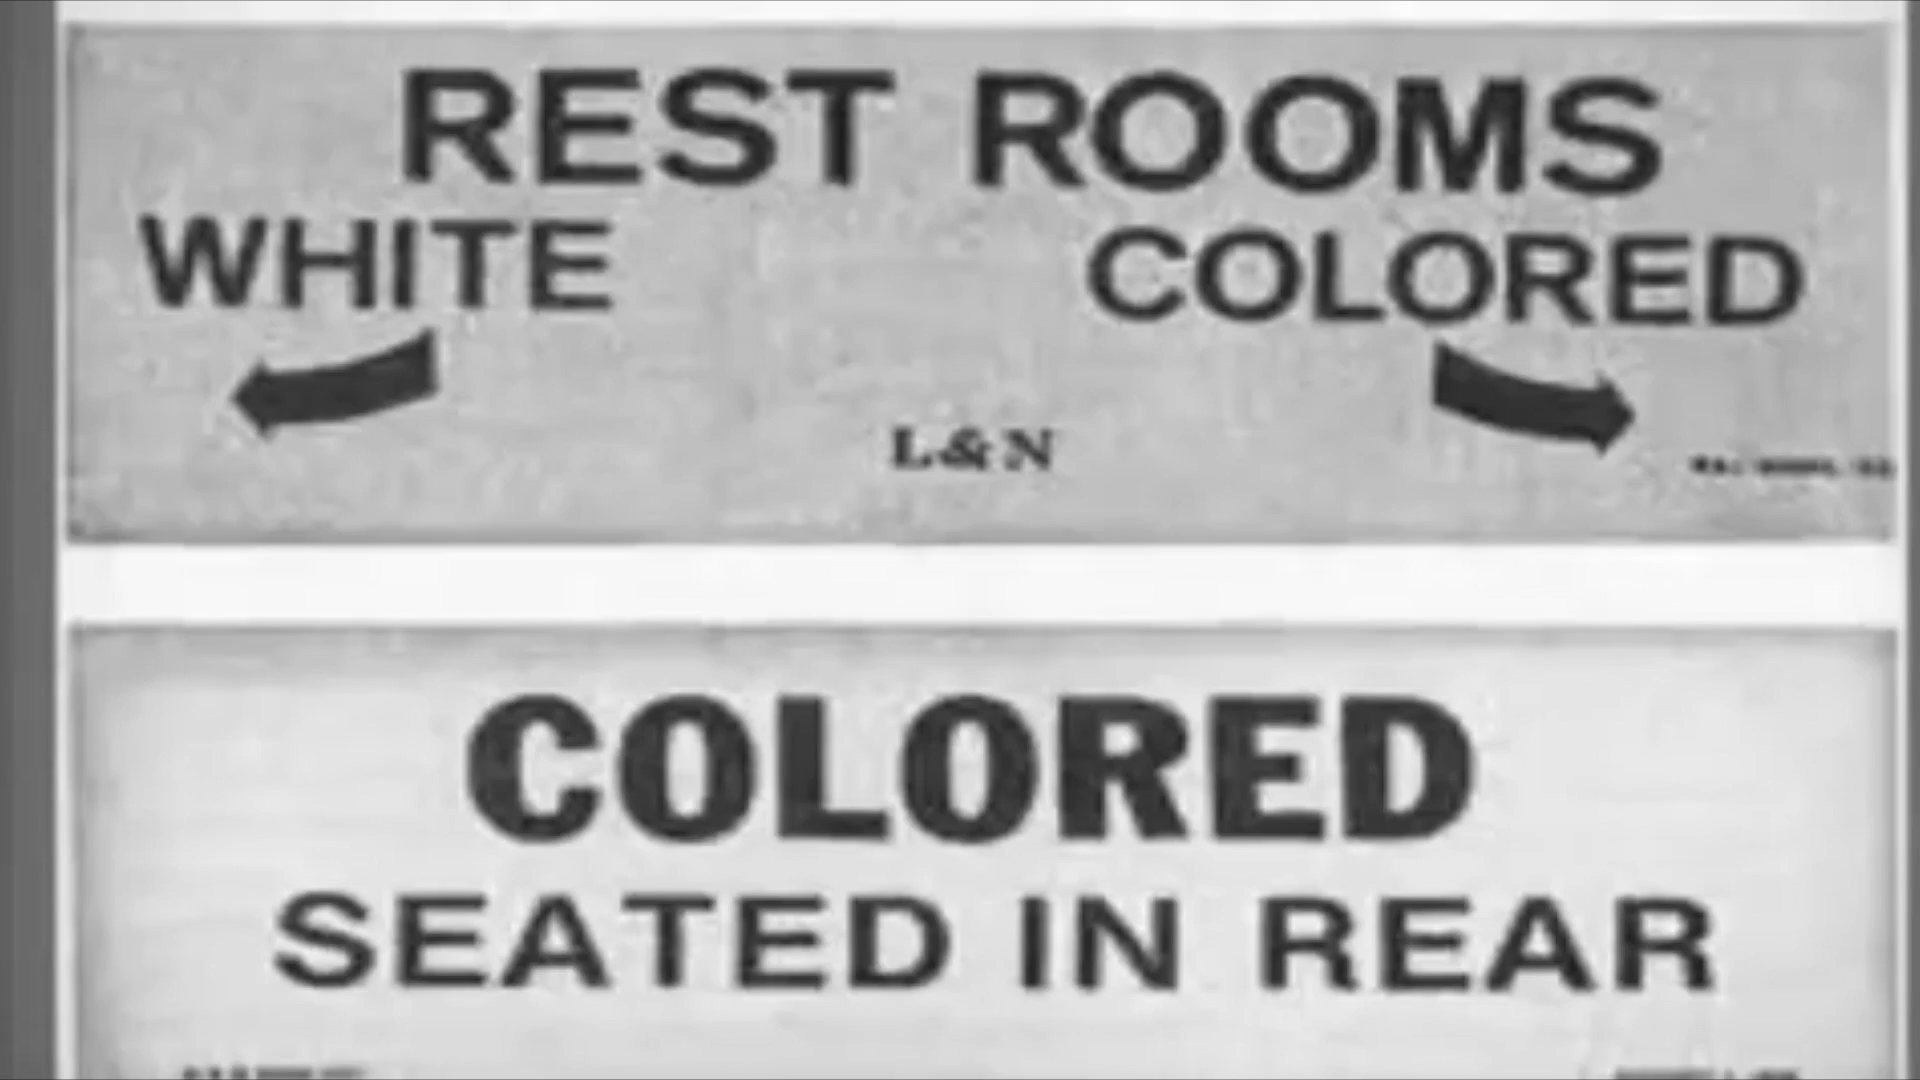 REST ROOMS
WHITE COLORED
L&N
COLORED
SEATED IN REAR